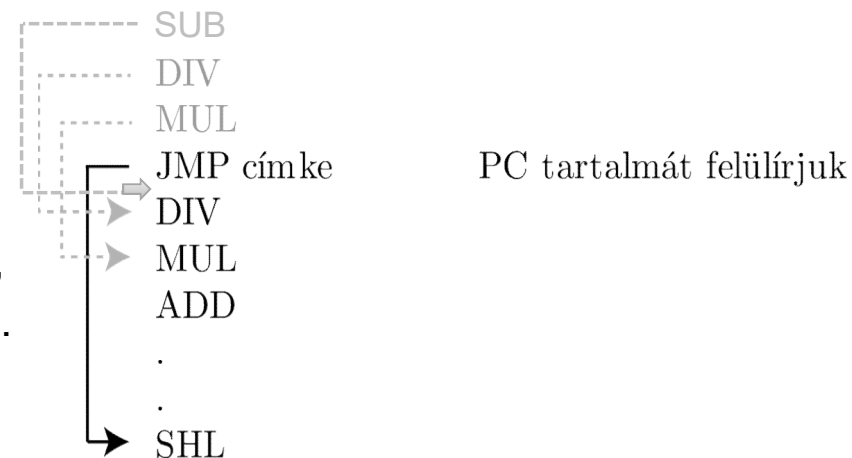 SUB
DIV
MUL
JMP címke PC tartalmát felülírjuk
DIV
MUL
ADD
.
.
SHL